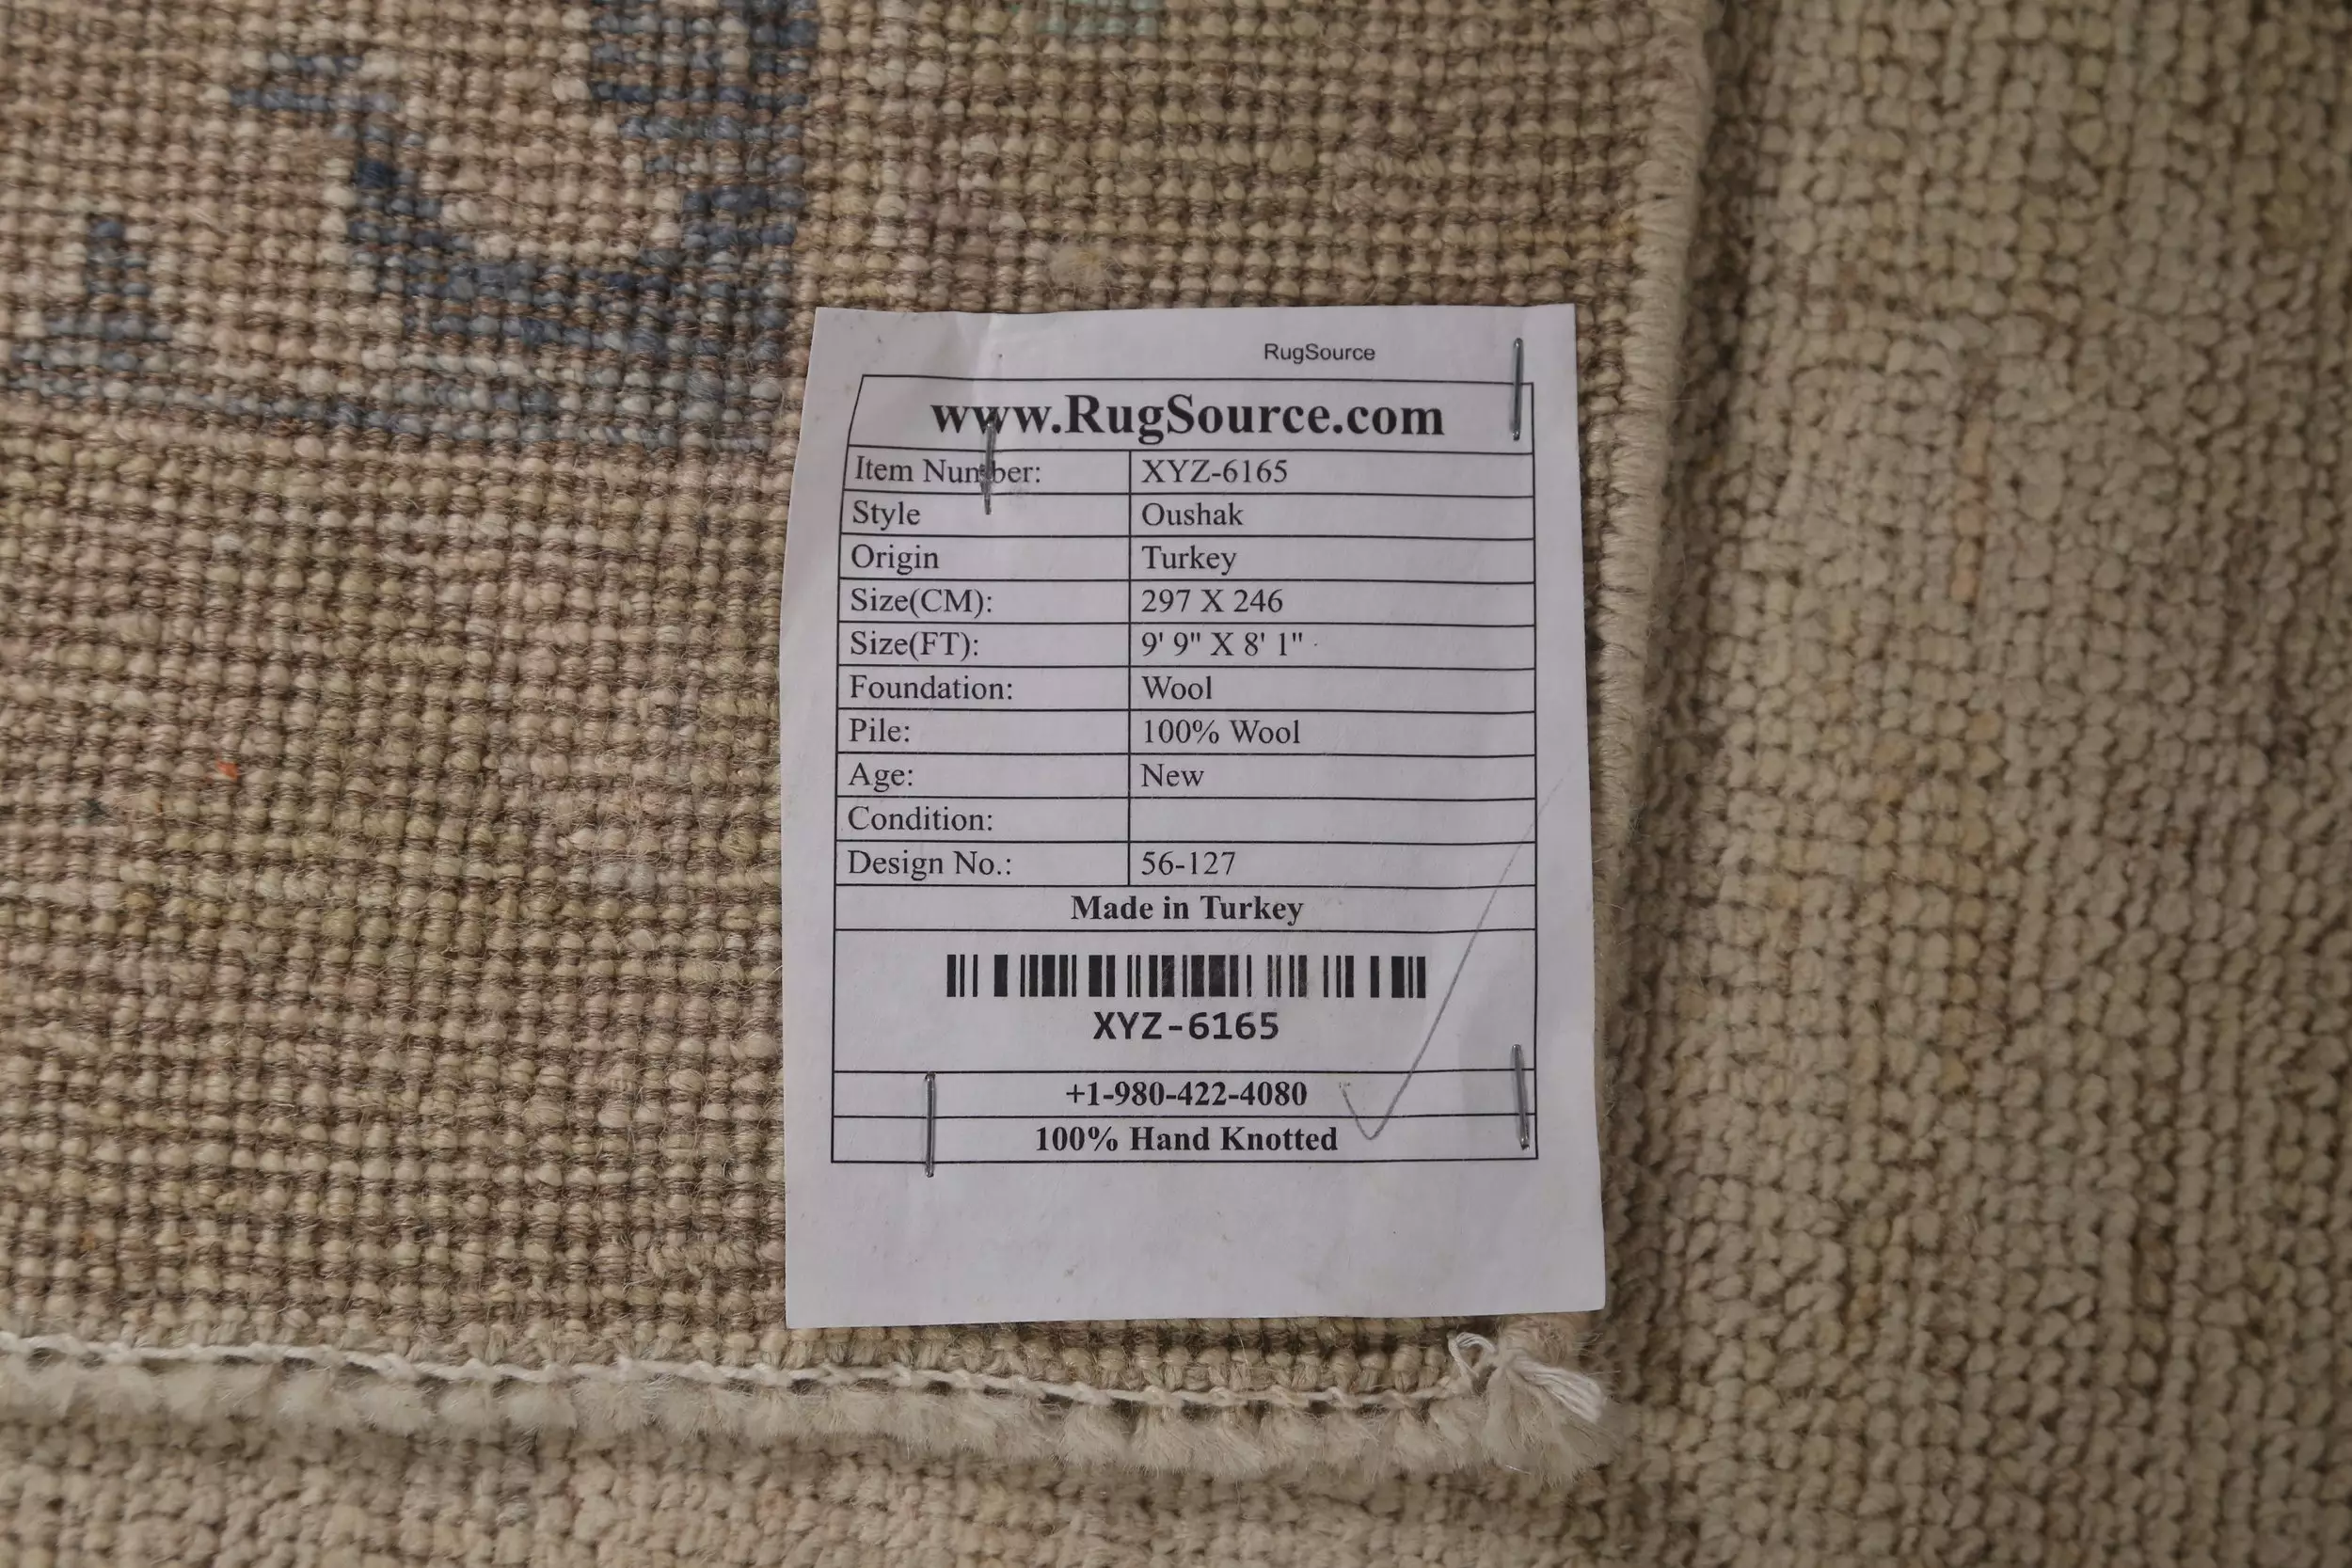 RugSource
www.RugSource.com
Item Number: XYZ-6165
Style Oushak
Origin Turkey
Size(CM): 297 X 246
Size(FT): 9' 9" X 8' 1"
Foundation: Wool
Pile: 100% Wool
Age: New
Condition:
Design No.: 56-127
Made in Turkey
XYZ-6165
+1-980-422-4080
100% Hand Knotted